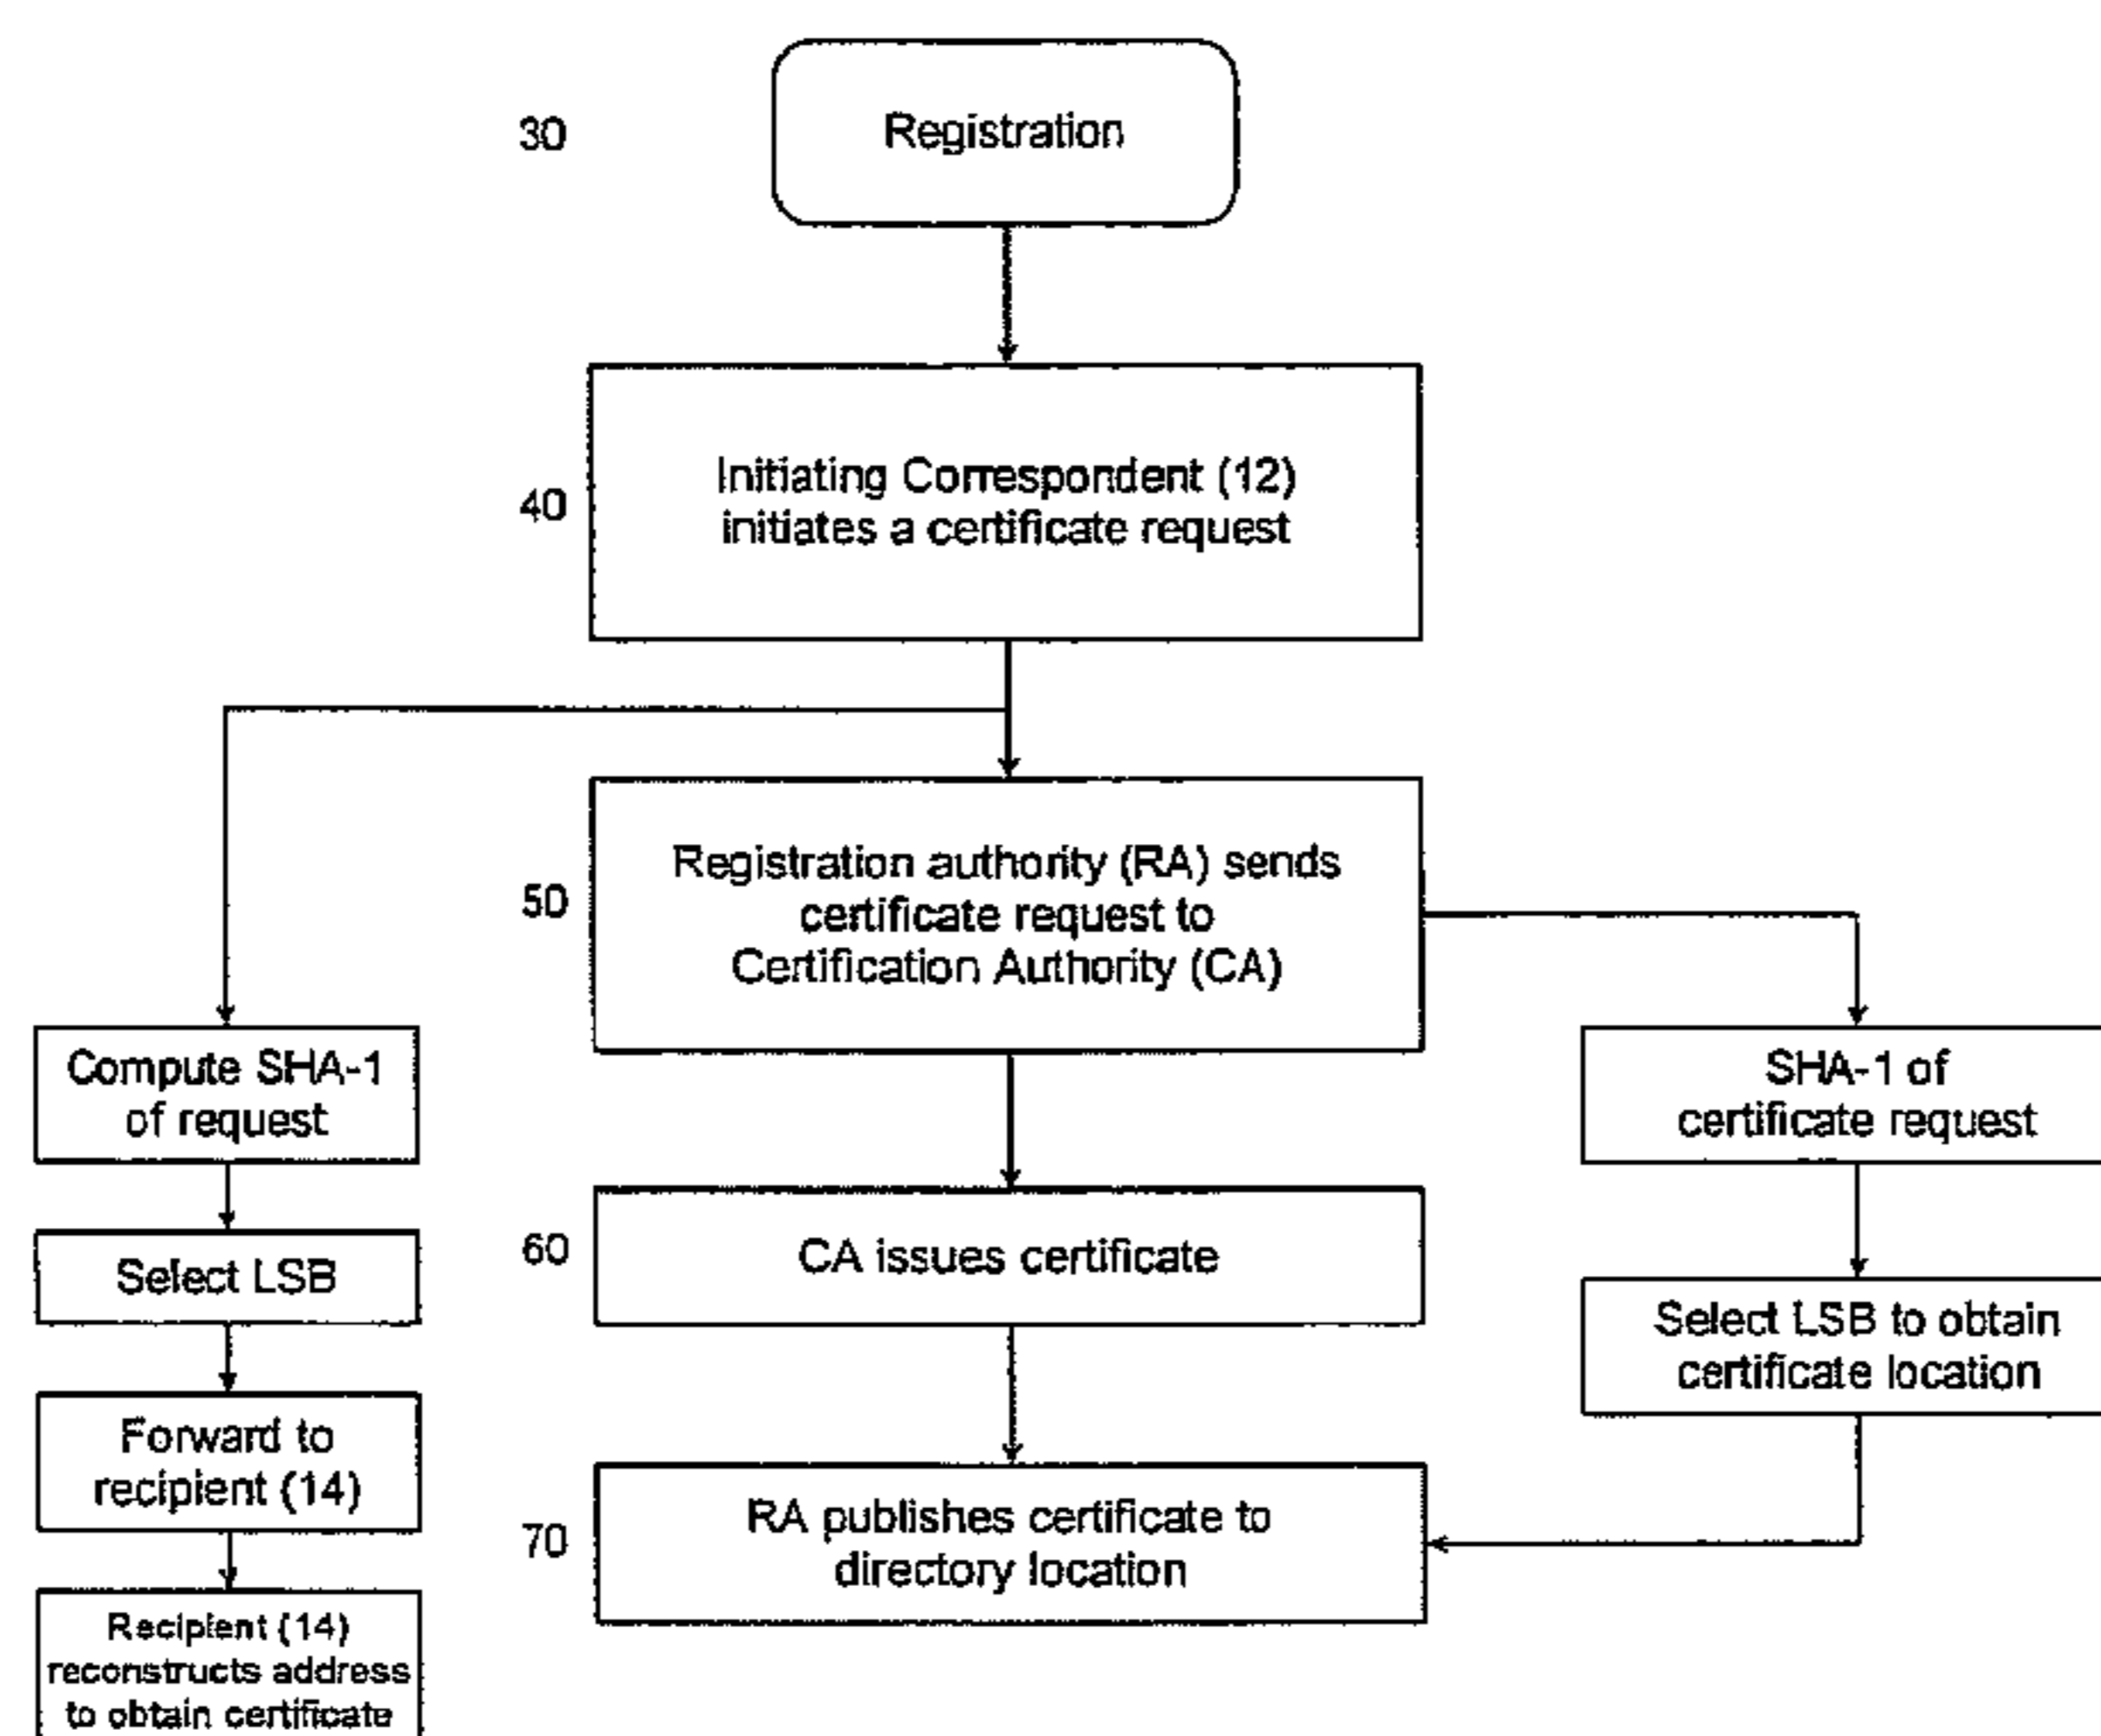 30
Registration
40
Initiating Correspondent (12)
initiates a certificate request
50
Registration authority (RA) sends
certificate request to
Certification Authority (CA)
Compute SHA-1
of request
SHA-1 of
certificate request
Select LSB
60
CA issues certificate
Select LSB to obtain
certificate location
Forward to
recipient (14)
70
RA publishes certificate to
directory location
Recipient (14)
reconstructs address
to obtain certificate